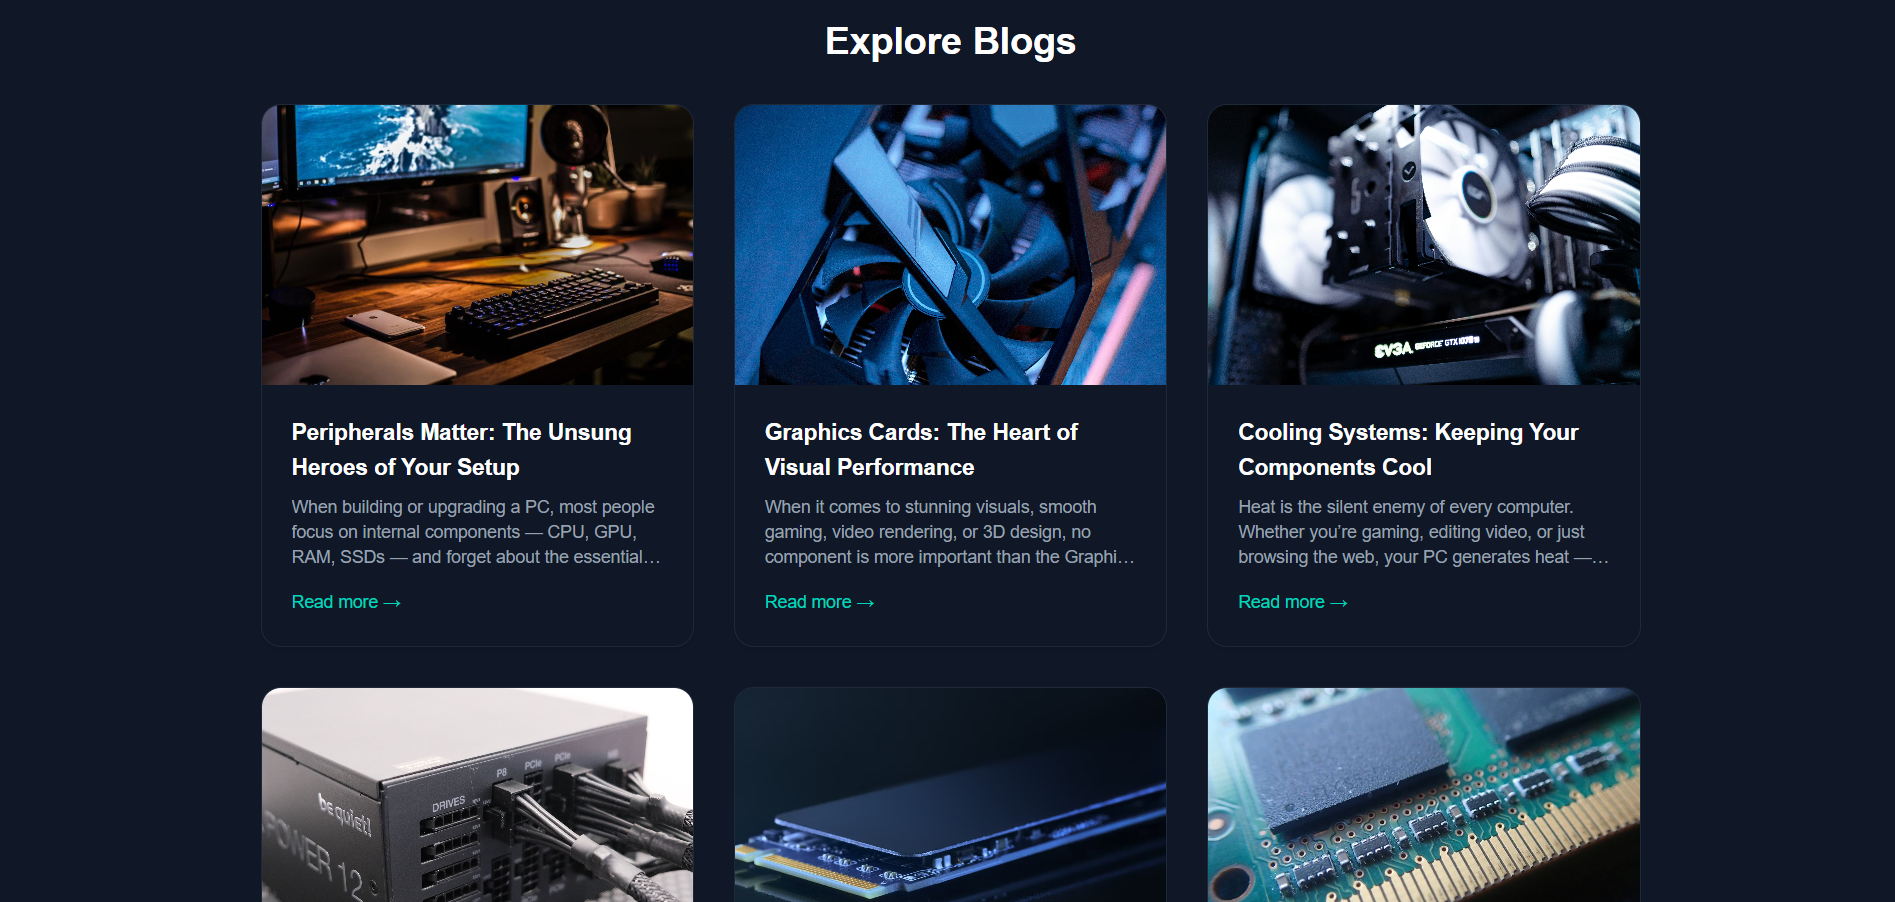 Explore Blogs
EVGA. GEFORCE GTX 1070 Ti
Peripherals Matter: The Unsung
Heroes of Your Setup
When building or upgrading a PC, most people
focus on internal components — CPU, GPU,
RAM, SSDs — and forget about the essential…
Read more →
Graphics Cards: The Heart of
Visual Performance
When it comes to stunning visuals, smooth
gaming, video rendering, or 3D design, no
component is more important than the Graphi…
Read more →
Cooling Systems: Keeping Your
Components Cool
Heat is the silent enemy of every computer.
Whether you’re gaming, editing video, or just
browsing the web, your PC generates heat —…
Read more →
P8 PCIe PCIe
DRIVES
be quiet!
POWER 12